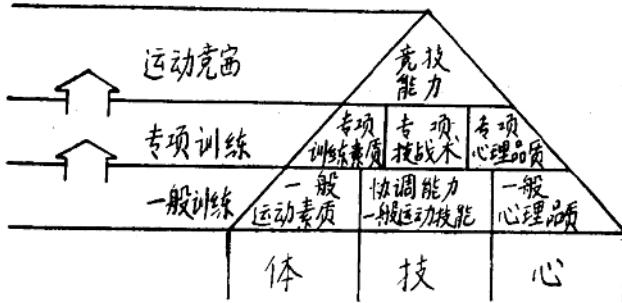 运动竞赛
竞技
能力
专项训练
专项
训练素质
专项
技战术
专项
心理品质
一般训练
一般
运动素质
协调能力
一般运动技能
一般
心理品质
体
技
心